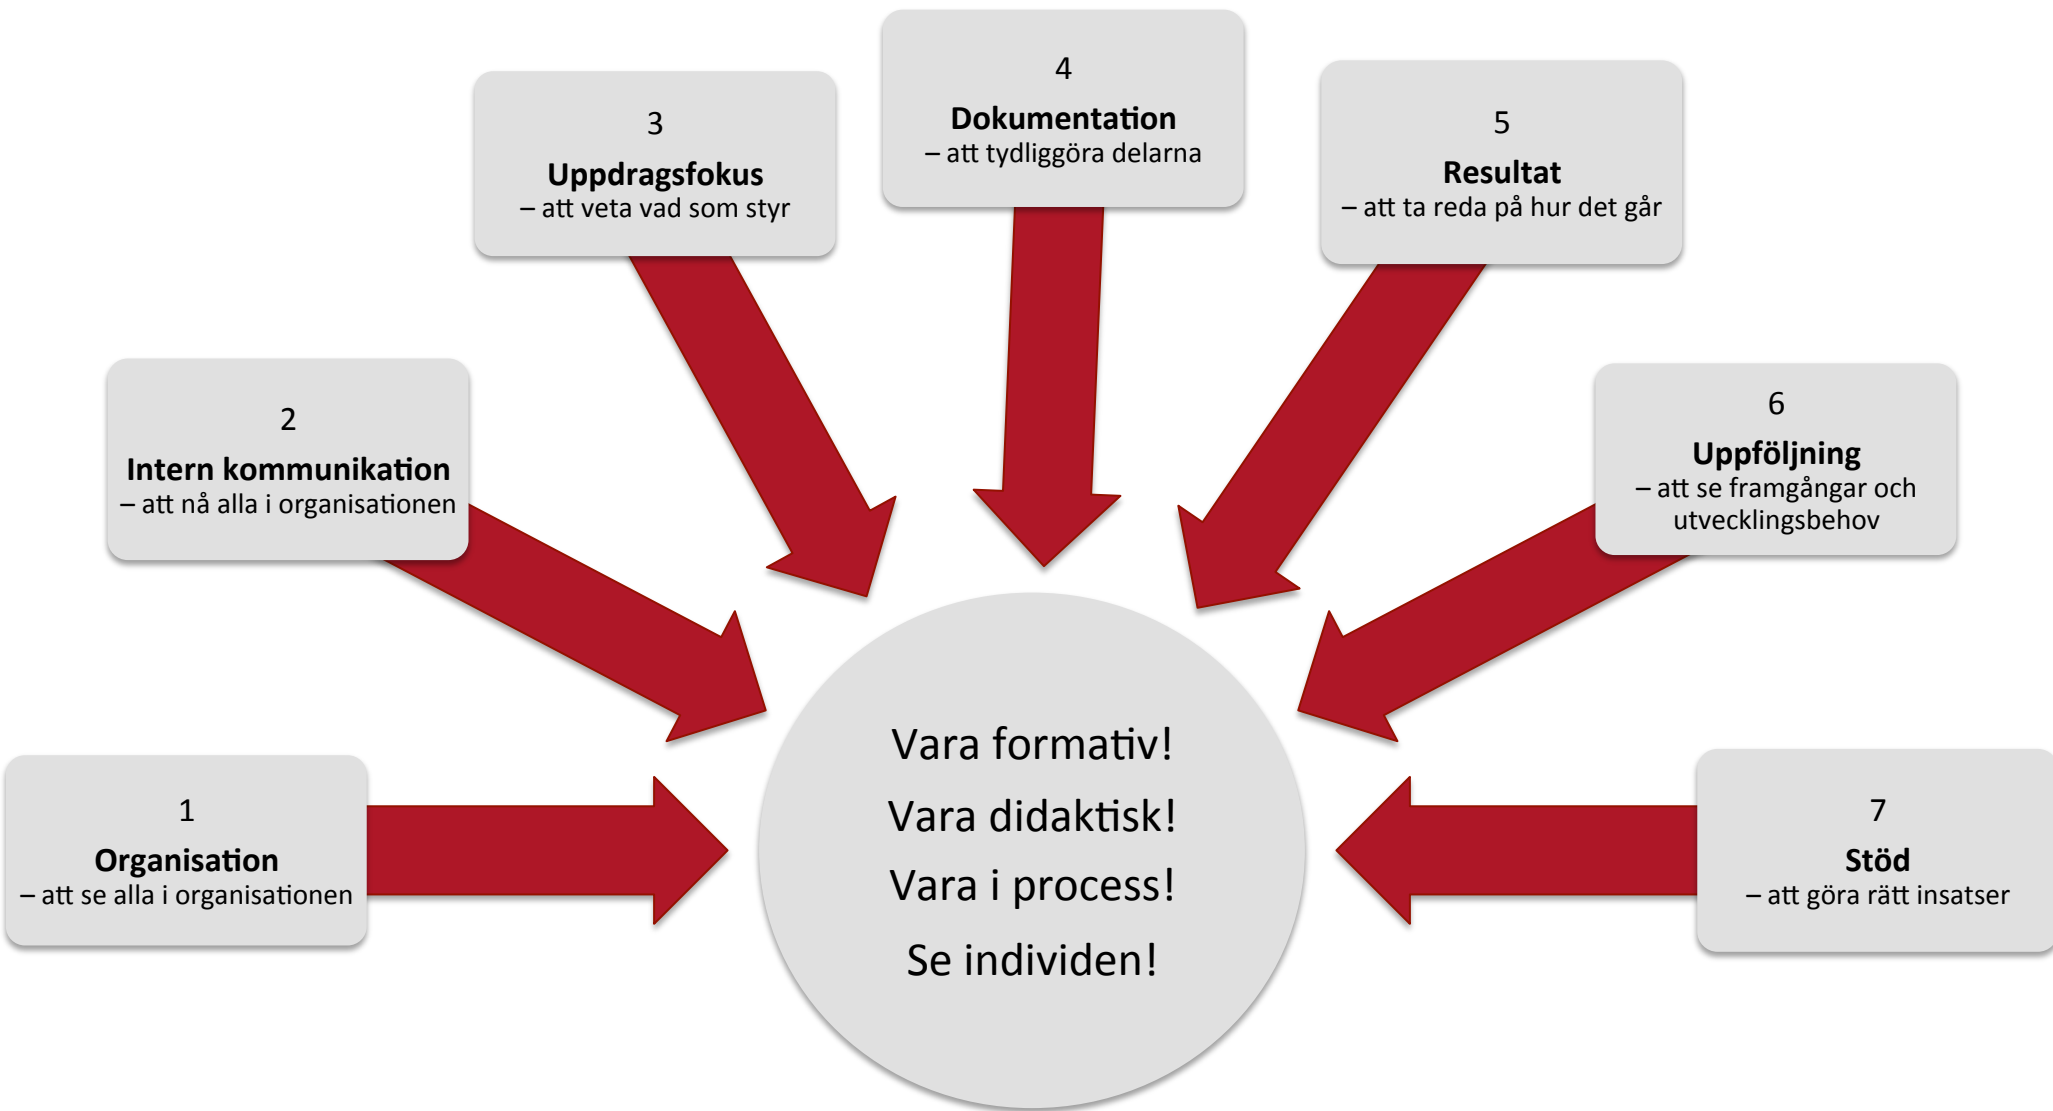 1
Organisation
– att se alla i organisationen
2
Intern kommunikation
– att nå alla i organisationen
3
Uppdragsfokus
– att veta vad som styr
4
Dokumentation
– att tydliggöra delarna
5
Resultat
– att ta reda på hur det går
6
Uppföljning
– att se framgångar och
utvecklingsbehov
7
Stöd
– att göra rätt insatser
Vara formativ!
Vara didaktisk!
Vara i process!
Se individen!